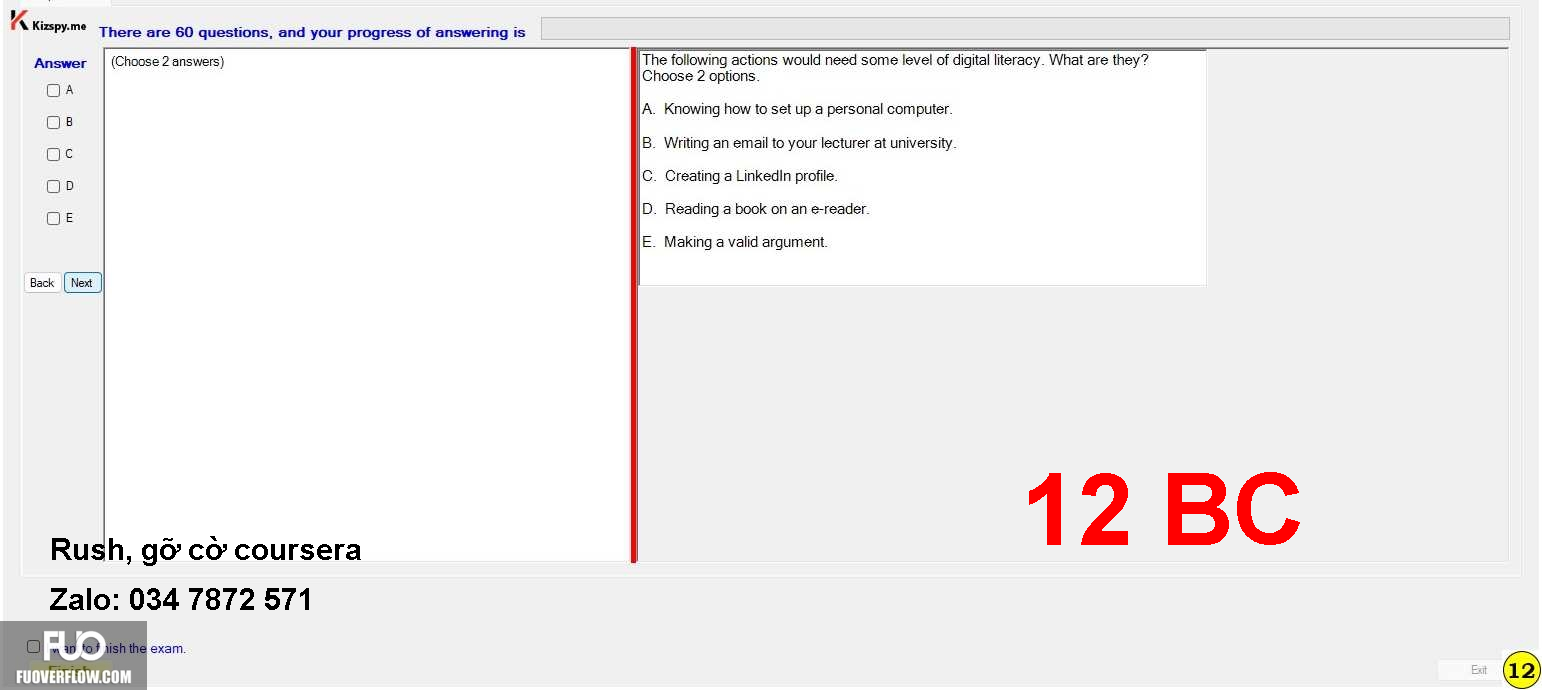 Kizspy.me
There are 60 questions, and your progress of answering is
Answer
A
B
C
D
E
Back Next
(Choose 2 answers)
The following actions would need some level of digital literacy. What are they?
Choose 2 options.
A. Knowing how to set up a personal computer.
B. Writing an email to your lecturer at university.
C. Creating a LinkedIn profile.
D. Reading a book on an e-reader.
E. Making a valid argument.
12 BC
Rush, gỡ cờ coursera
Zalo: 034 7872 571
FUO
FUOVERFLOW.COM
the exam.
Exit
12